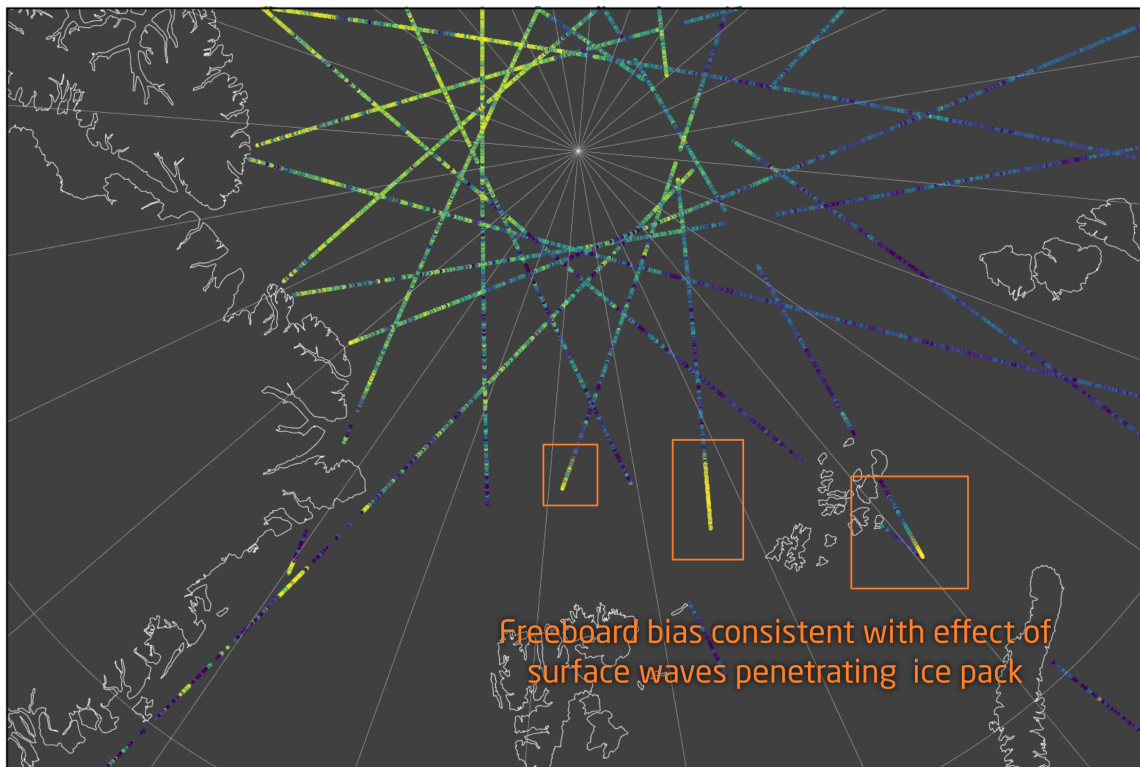 Freeboard bias consistent with effect of
surface waves penetrating ice pack